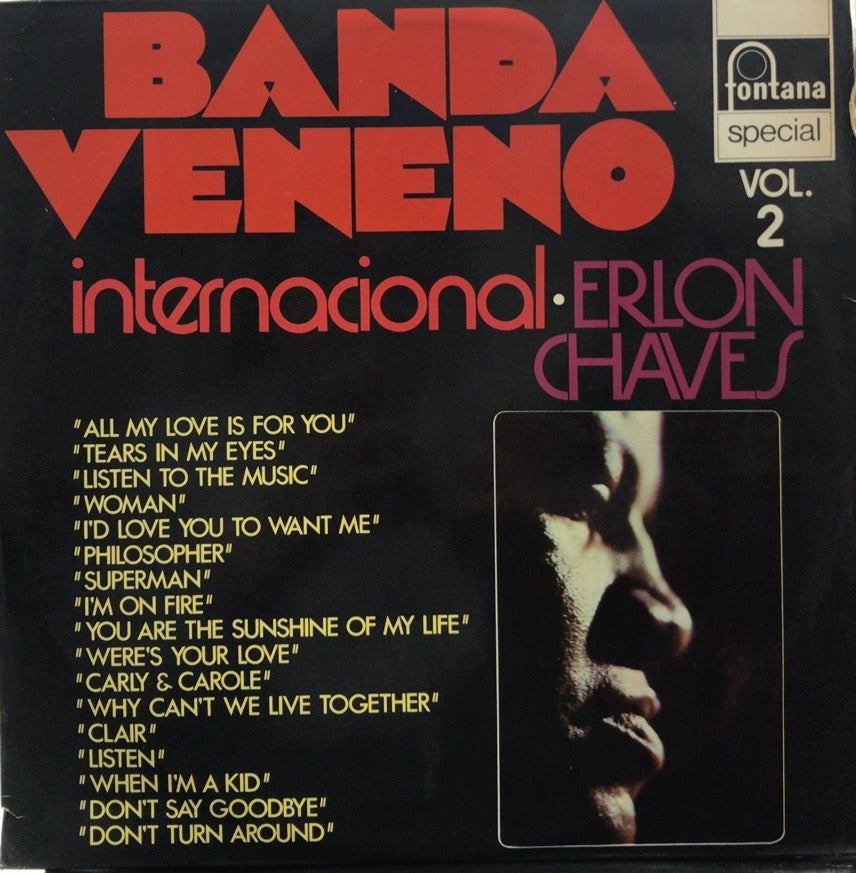 BANDA
VENENO
fontana
special
VOL.
2
internacional · ERLON
CHAVES
"ALL MY LOVE IS FOR YOU"
"TEARS IN MY EYES"
"LISTEN TO THE MUSIC"
"WOMAN"
"I'D LOVE YOU TO WANT ME"
"PHILOSOPHER"
"SUPERMAN"
"I'M ON FIRE"
"YOU ARE THE SUNSHINE OF MY LIFE"
"WERE'S YOUR LOVE"
"CARLY & CAROLE"
"WHY CAN'T WE LIVE TOGETHER"
"CLAIR"
"LISTEN"
"WHEN I'M A KID"
"DON'T SAY GOODBYE"
"DON'T TURN AROUND"